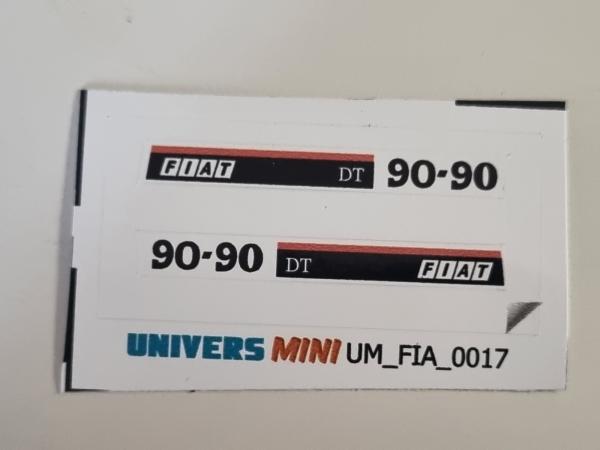 FIAT DT 90-90
90-90 DT FIAT
UNIVERS MINI UM_FIA_0017